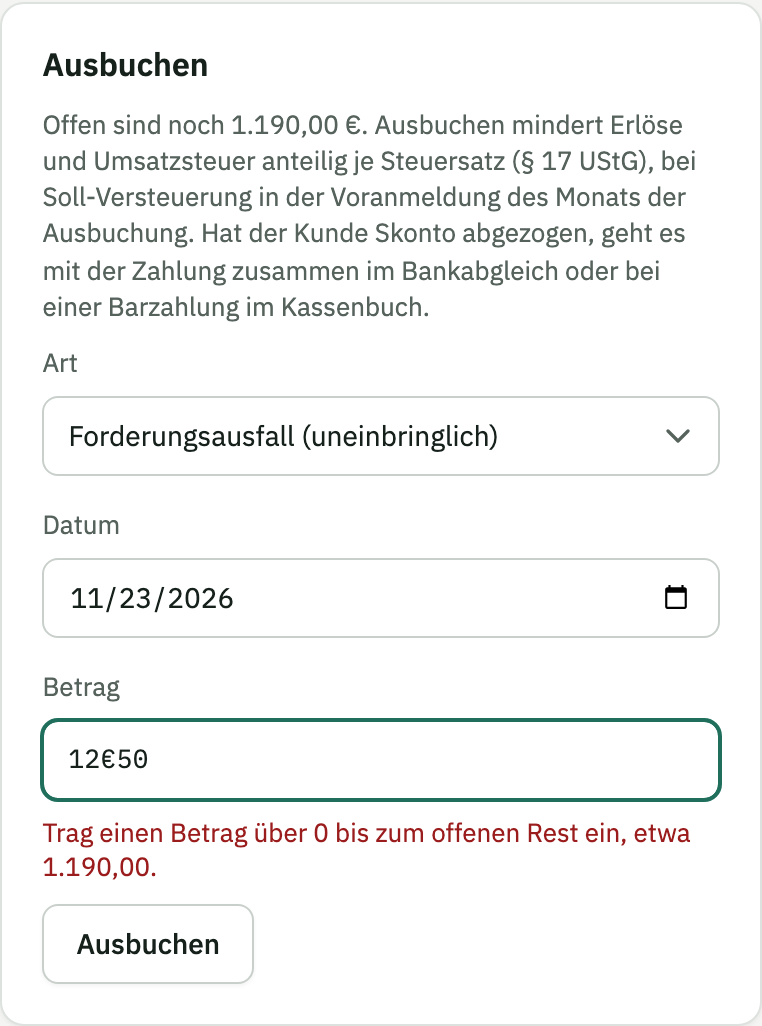 Ausbuchen
Offen sind noch 1.190,00 €. Ausbuchen mindert Erlöse
und Umsatzsteuer anteilig je Steuersatz (§ 17 UStG), bei
Soll-Versteuerung in der Voranmeldung des Monats der
Ausbuchung. Hat der Kunde Skonto abgezogen, geht es
mit der Zahlung zusammen im Bankabgleich oder bei
einer Barzahlung im Kassenbuch.
Art
Forderungsausfall (uneinbringlich)
Datum
11/23/2026
Betrag
12€50
Trag einen Betrag über 0 bis zum offenen Rest ein, etwa
1.190,00.
Ausbuchen